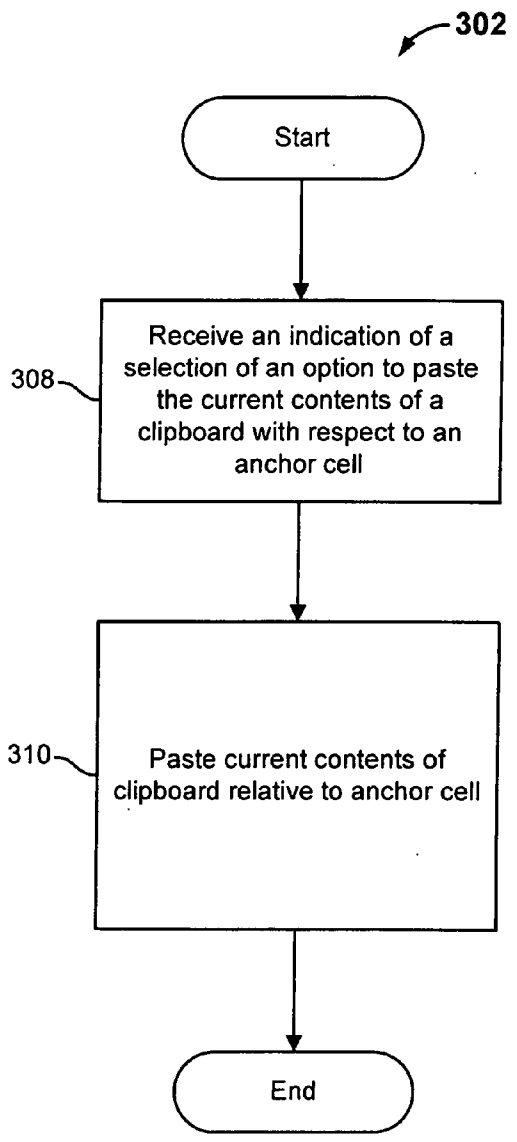 302
Start
308
Receive an indication of a
selection of an option to paste
the current contents of a
clipboard with respect to an
anchor cell
310
Paste current contents of
clipboard relative to anchor cell
End